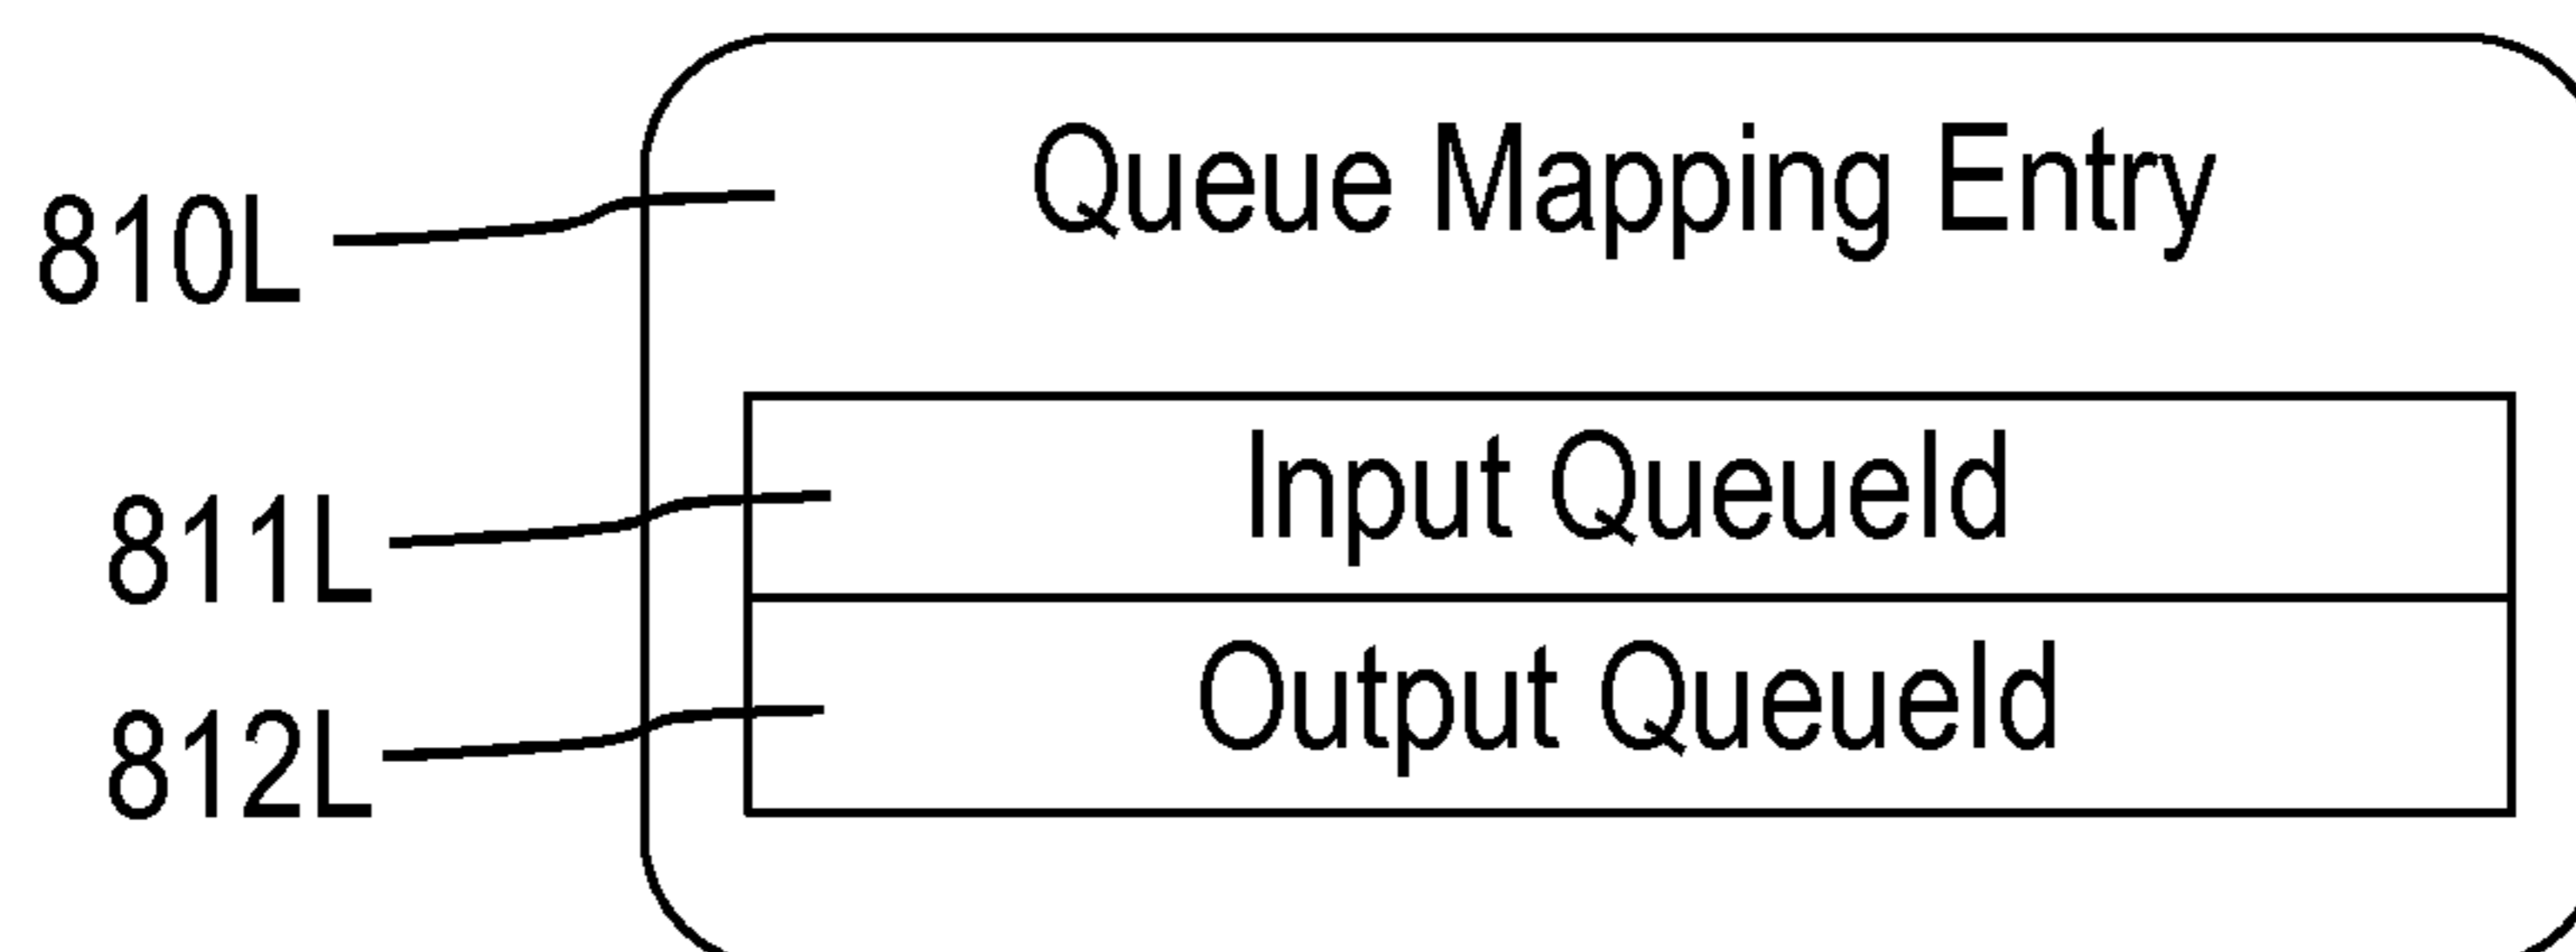 Queue Mapping Entry
810L
811L Input QueueId
812L Output QueueId